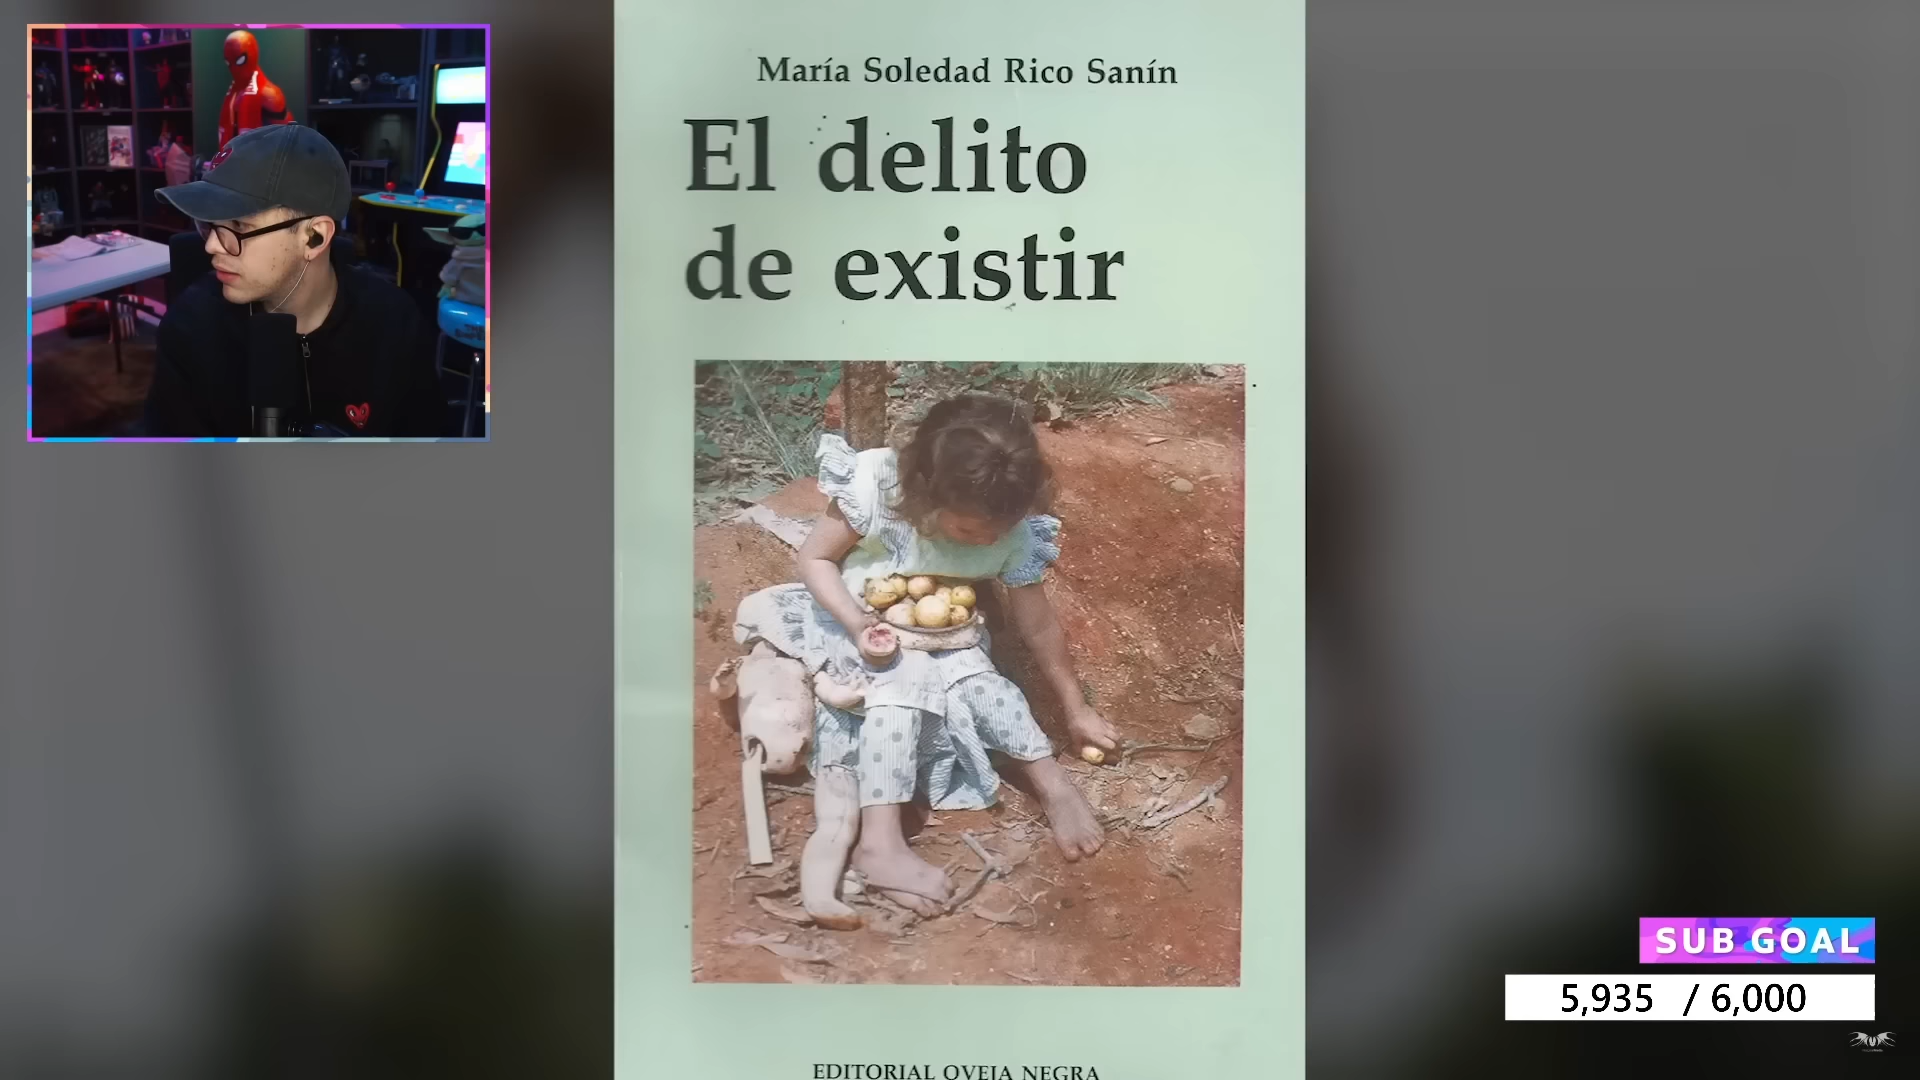 María Soledad Rico Sanín
El delito
de existir
EDITORIAL OVEJA NEGRA
SUB GOAL
5,935 / 6,000